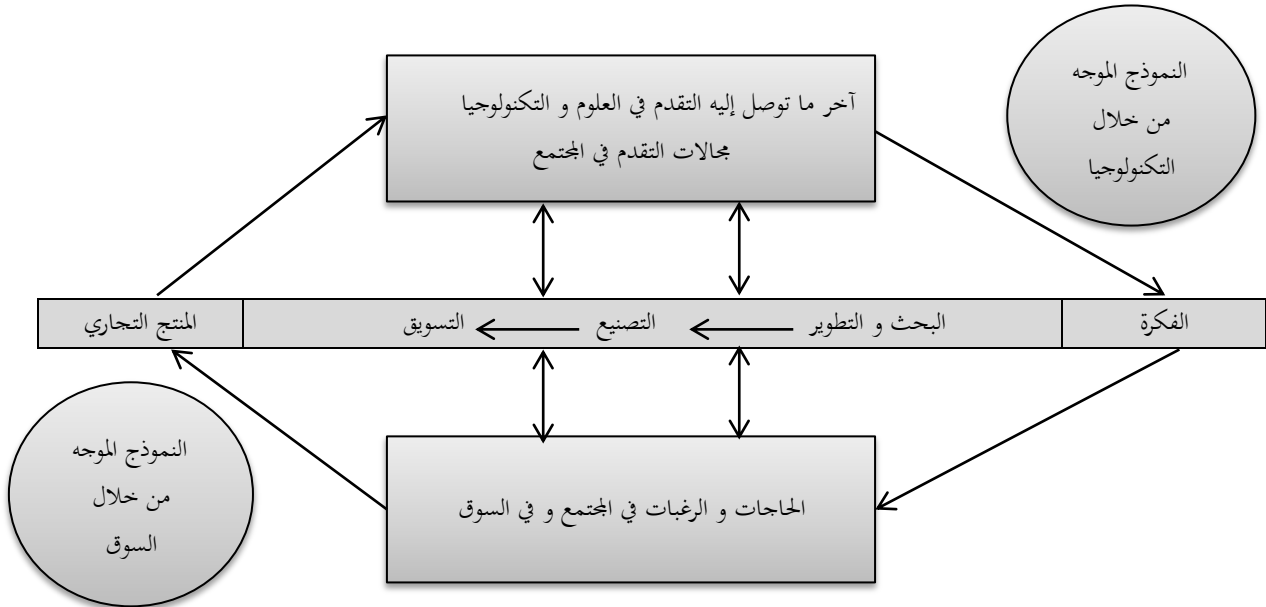 النموذج الموجه
من خلال
التكنولوجيا
آخر ما توصل إليه التقدم في العلوم و التكنولوجيا
مجالات التقدم في المجتمع
الفكرة
البحث و التطوير
التصنيع
التسويق
المنتج التجاري
الحاجات و الرغبات في المجتمع و في السوق
النموذج الموجه
من خلال
السوق